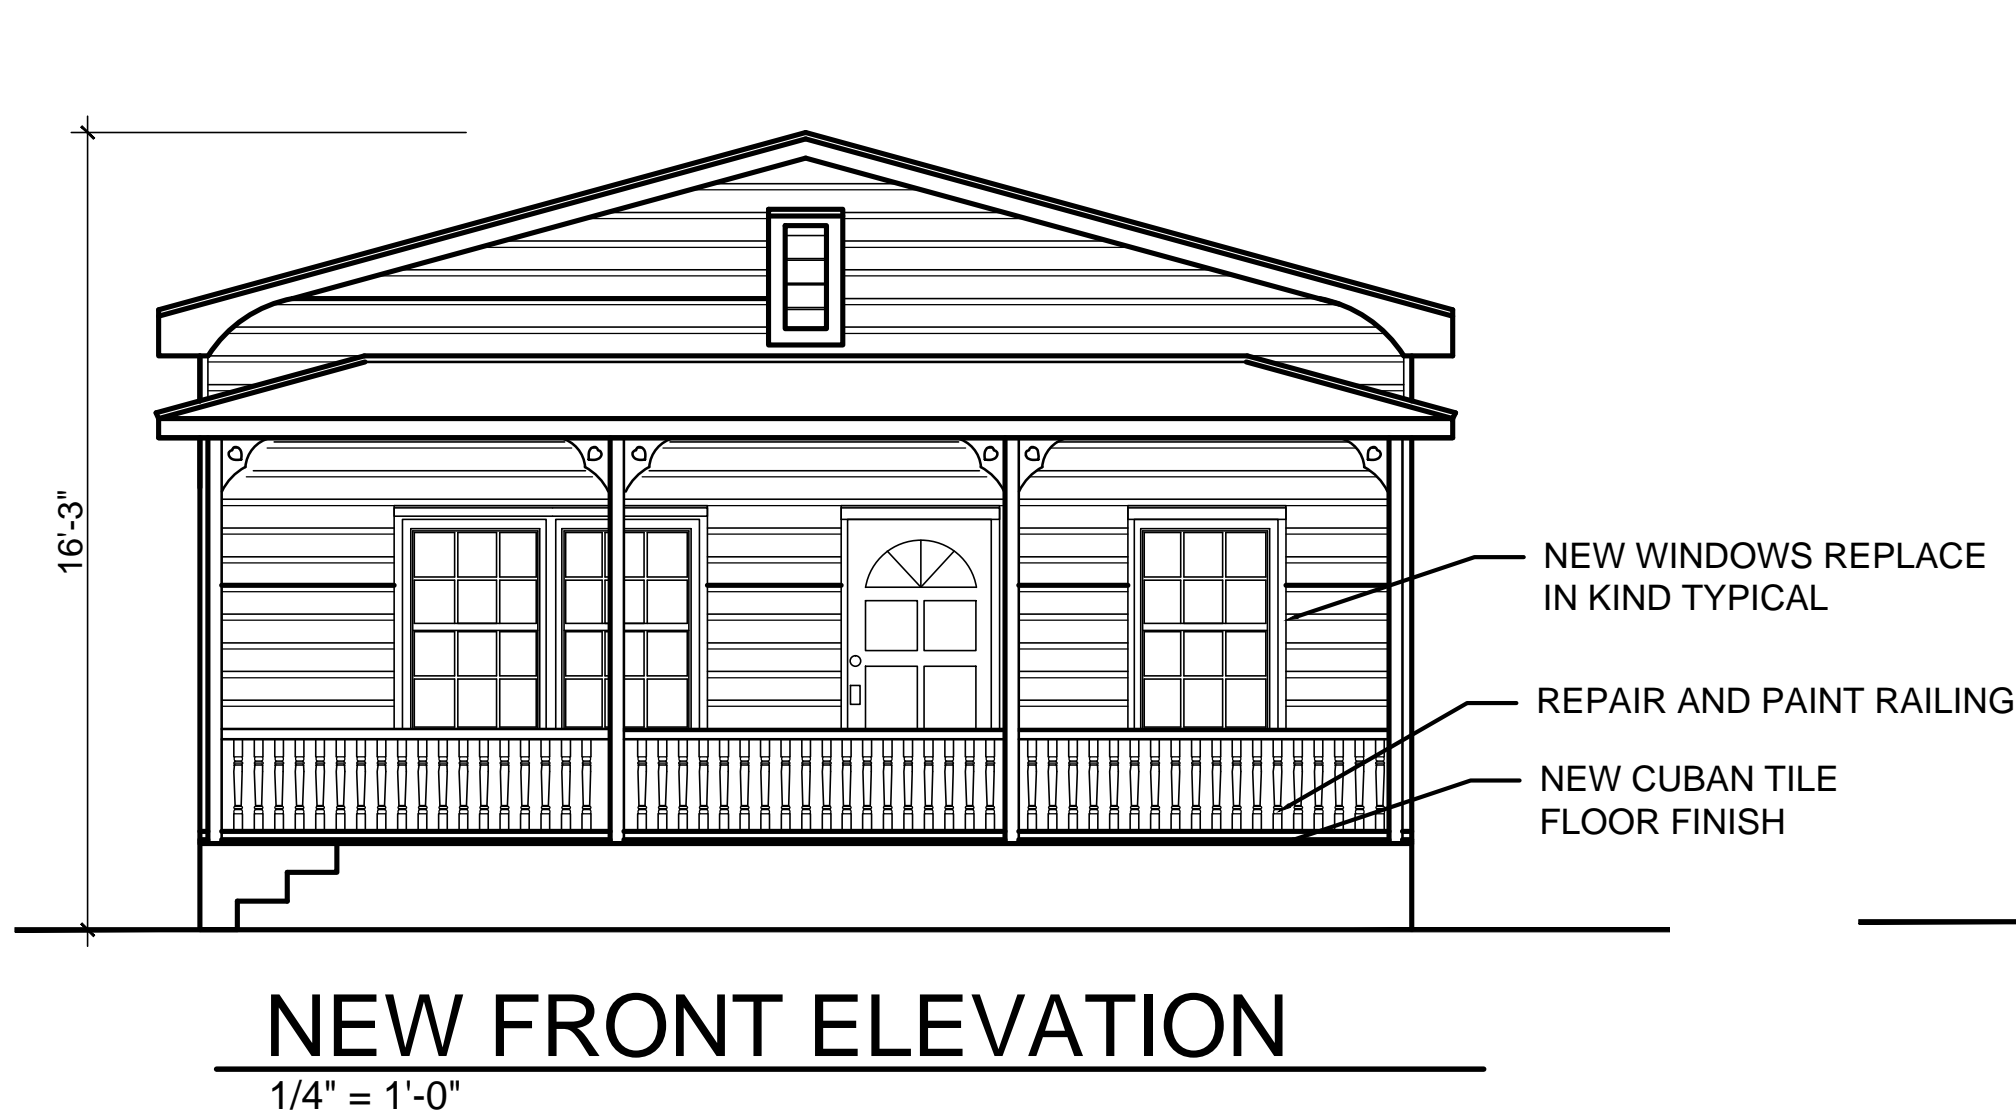 16'-3"
NEW WINDOWS REPLACE
IN KIND TYPICAL
REPAIR AND PAINT RAILING
NEW CUBAN TILE
FLOOR FINISH
NEW FRONT ELEVATION
1/4" = 1'-0"